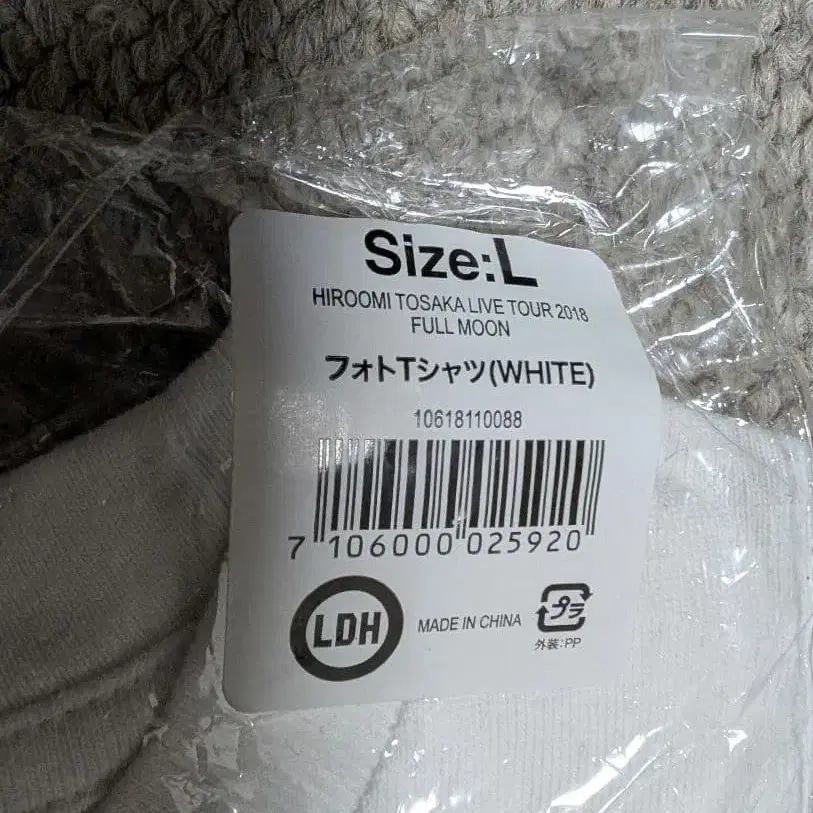 Size:L
HIROOMI TOSAKA LIVE TOUR 2018
FULL MOON
フォトTシャツ(WHITE)
10618110088
7 106000 025920
LDH
MADE IN CHINA
プラ
外装:PP